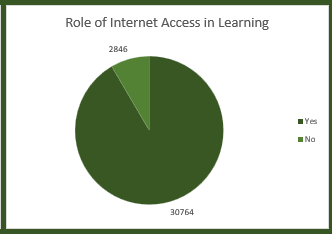 Role of Internet Access in Learning
2846
Yes
No
30764